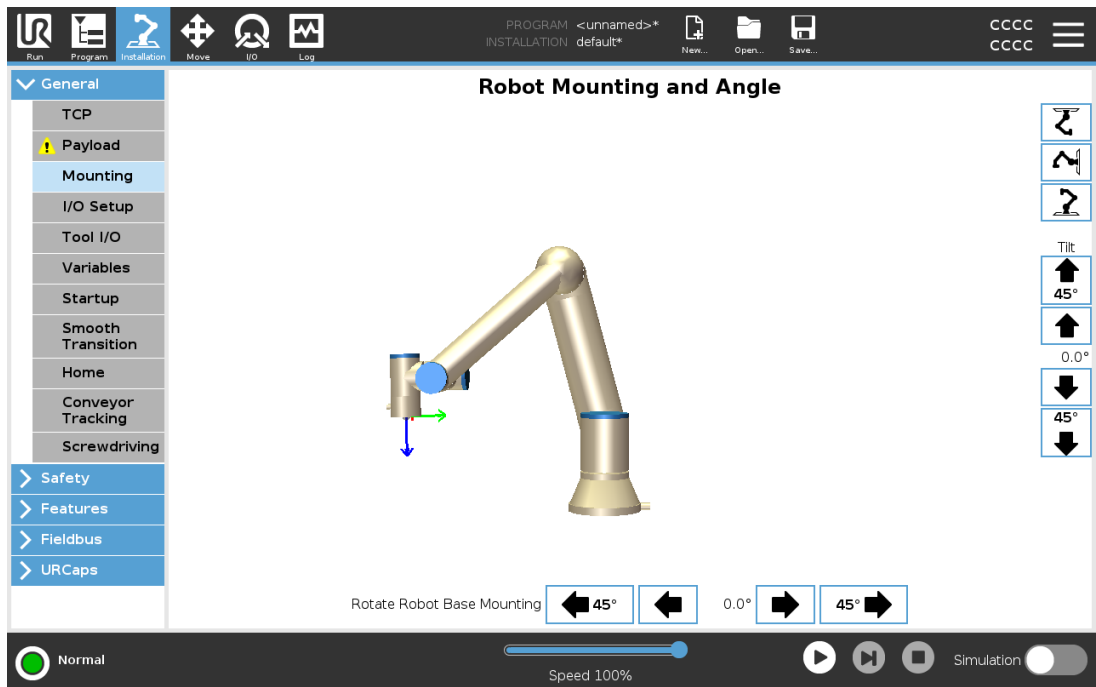 PROGRAM <unnamed>*
INSTALLATION default*
CCCC
CCCC
Run Program Installation Move I/O Log New... Open... Save...
General
Robot Mounting and Angle
TCP
Payload
Mounting
I/O Setup
Tool I/O
Variables
Startup
Smooth
Transition
Home
Conveyor
Tracking
Screwdriving
Safety
Features
Fieldbus
URCaps
Tilt
45°
0.0°
45°
Rotate Robot Base Mounting 45° 0.0° 45°
Normal
Speed 100%
Simulation